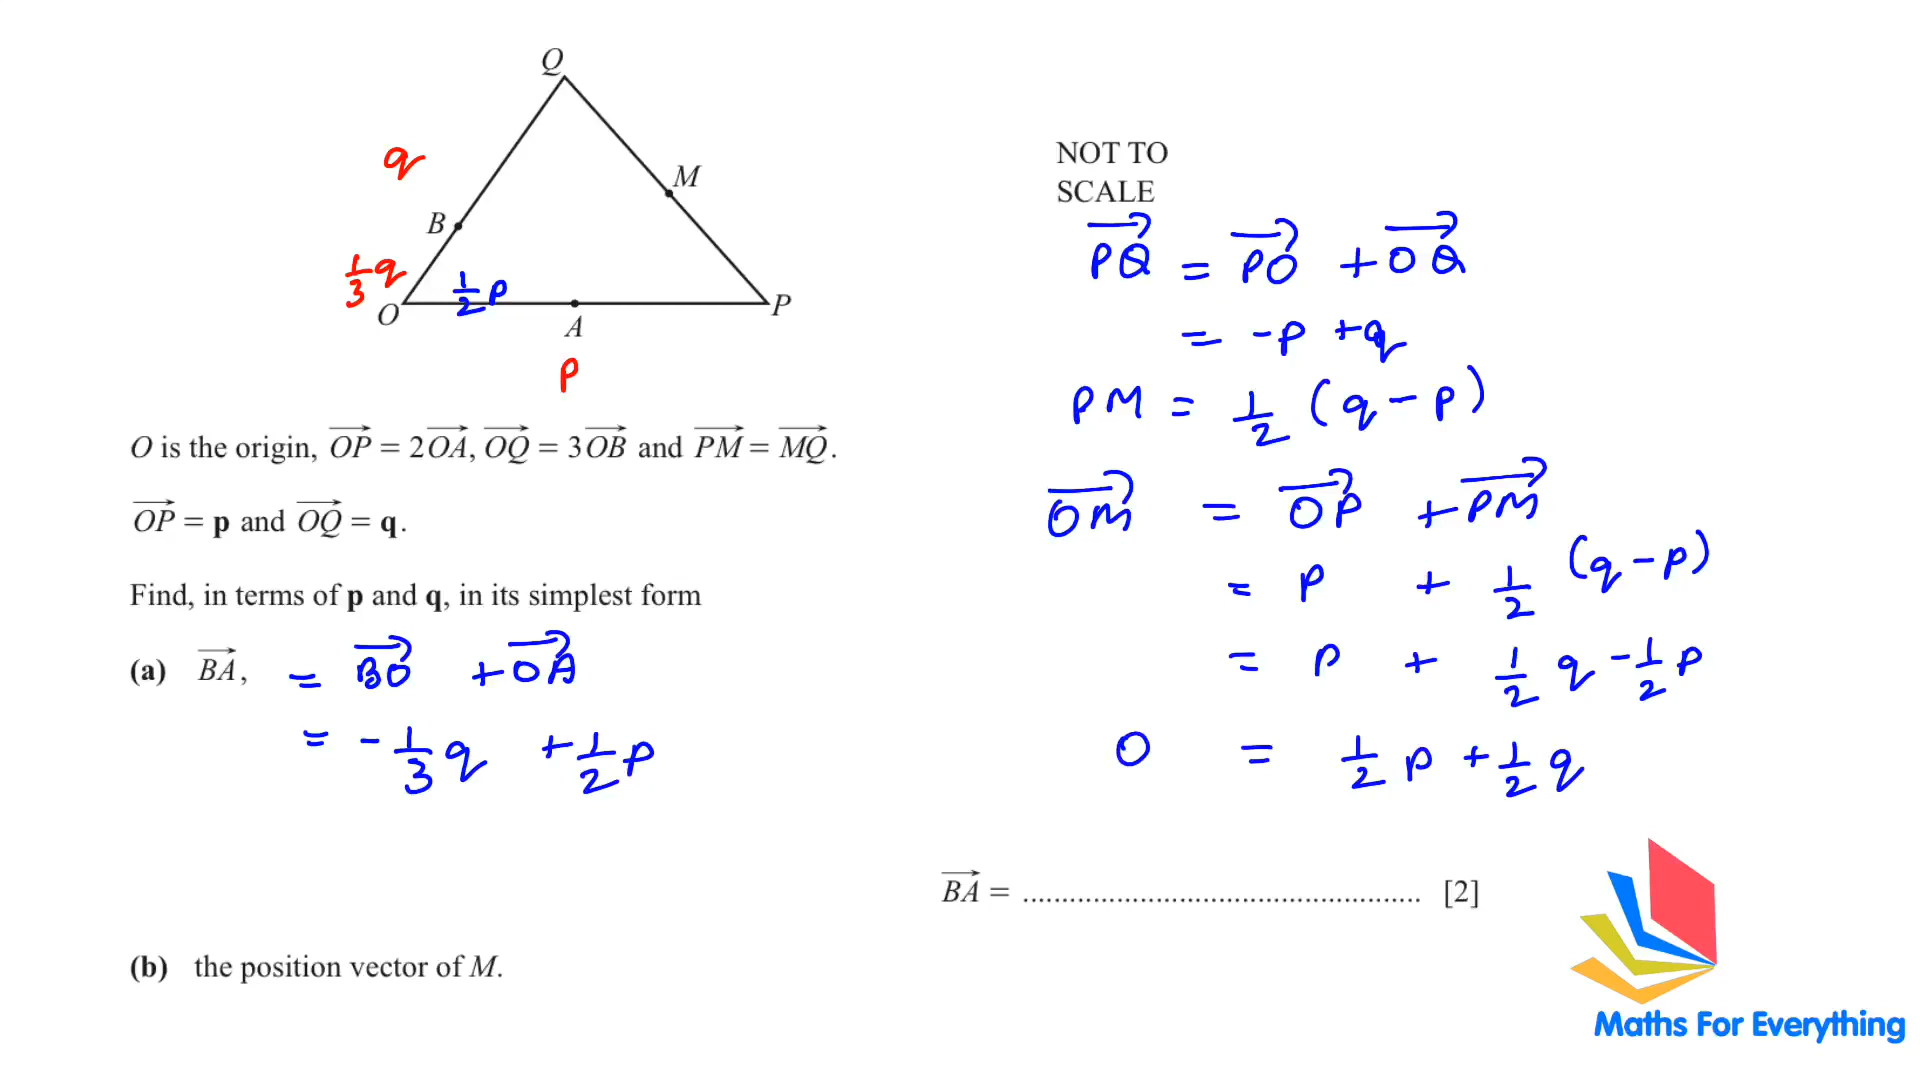 Q
q
M
B
1/3 q
1/2 p
O
A
P
p
O is the origin, OP→ = 2OA→, OQ→ = 3OB→ and PM→ = MQ→.
OP→ = p and OQ→ = q.
Find, in terms of p and q, in its simplest form
(a) BA→, = BO→ + OA→
= -1/3 q + 1/2 p
NOT TO
SCALE
PQ→ = PO→ + OQ→
= -p + q
PM = 1/2 (q - p)
OM→ = OP→ + PM→
= p + 1/2 (q - p)
= p + 1/2 q - 1/2 p
O = 1/2 p + 1/2 q
BA→ = .................................................. [2]
(b) the position vector of M.
Maths For Everything